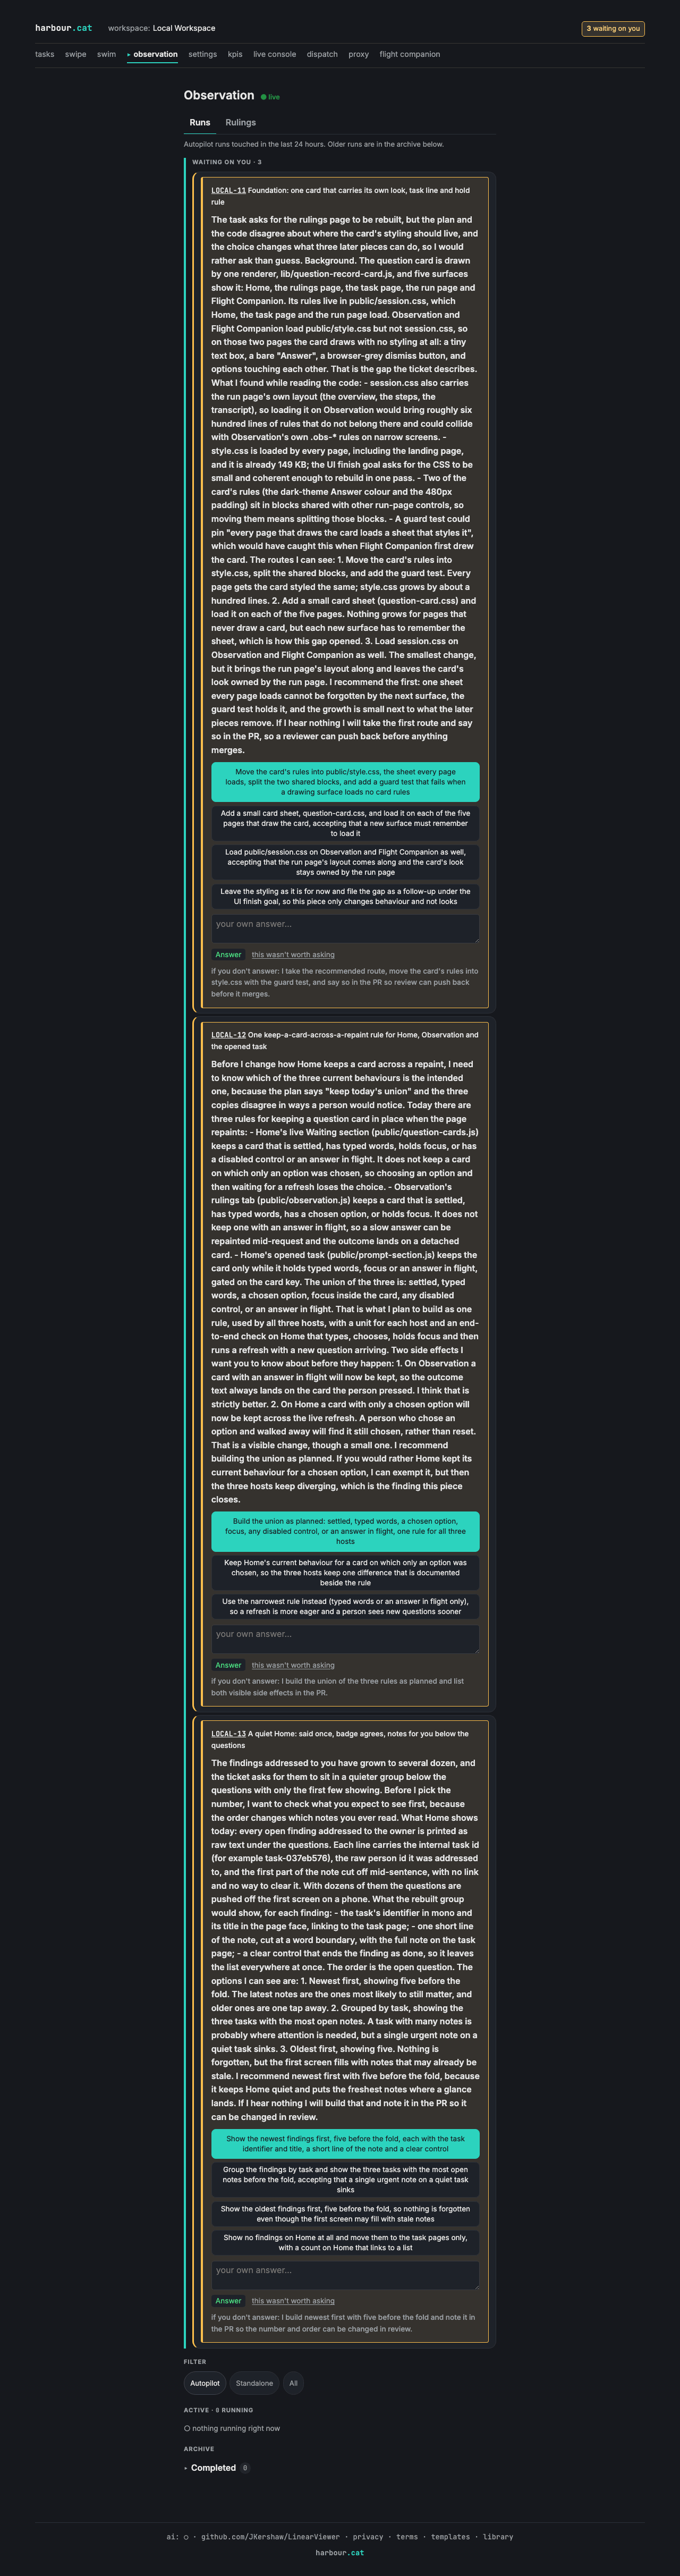 harbour.cat workspace: Local Workspace 3 waiting on you
tasks swipe swim ▸ observation settings kpis live console dispatch proxy flight companion
Observation live
Runs Rulings
Autopilot runs touched in the last 24 hours. Older runs are in the archive below.
WAITING ON YOU · 3
LOCAL-11 Foundation: one card that carries its own look, task line and hold
rule
The task asks for the rulings page to be rebuilt, but the plan and
the code disagree about where the card's styling should live, and
the choice changes what three later pieces can do, so I would
rather ask than guess. Background. The question card is drawn
by one renderer, lib/question-record-card.js, and five surfaces
show it: Home, the rulings page, the task page, the run page and
Flight Companion. Its rules live in public/session.css, which
Home, the task page and the run page load. Observation and
Flight Companion load public/style.css but not session.css, so
on those two pages the card draws with no styling at all: a tiny
text box, a bare "Answer", a browser-grey dismiss button, and
options touching each other. That is the gap the ticket describes.
What I found while reading the code: - session.css also carries
the run page's own layout (the overview, the steps, the
transcript), so loading it on Observation would bring roughly six
hundred lines of rules that do not belong there and could collide
with Observation's own .obs-* rules on narrow screens. -
style.css is loaded by every page, including the landing page,
and it is already 149 KB; the UI finish goal asks for the CSS to be
small and coherent enough to rebuild in one pass. - Two of the
card's rules (the dark-theme Answer colour and the 480px
padding) sit in blocks shared with other run-page controls, so
moving them means splitting those blocks. - A guard test could
pin "every page that draws the card loads a sheet that styles it",
which would have caught this when Flight Companion first drew
the card. The routes I can see: 1. Move the card's rules into
style.css, split the shared blocks, and add the guard test. Every
page gets the card styled the same; style.css grows by about a
hundred lines. 2. Add a small card sheet (question-card.css) and
load it on each of the five pages. Nothing grows for pages that
never draw a card, but each new surface has to remember the
sheet, which is how this gap opened. 3. Load session.css on
Observation and Flight Companion as well. The smallest change,
but it brings the run page's layout along and leaves the card's
look owned by the run page. I recommend the first: one sheet
every page loads cannot be forgotten by the next surface, the
guard test holds it, and the growth is small next to what the later
pieces remove. If I hear nothing I will take the first route and say
so in the PR, so a reviewer can push back before anything
merges.
Move the card's rules into public/style.css, the sheet every page
loads, split the two shared blocks, and add a guard test that fails when
a drawing surface loads no card rules
Add a small card sheet, question-card.css, and load it on each of the five
pages that draw the card, accepting that a new surface must remember
to load it
Load public/session.css on Observation and Flight Companion as well,
accepting that the run page's layout comes along and the card's look
stays owned by the run page
Leave the styling as it is for now and file the gap as a follow-up under the
UI finish goal, so this piece only changes behaviour and not looks
your own answer...
Answer this wasn't worth asking
if you don't answer: I take the recommended route, move the card's rules into
style.css with the guard test, and say so in the PR so review can push back
before it merges.
LOCAL-12 One keep-a-card-across-a-repaint rule for Home, Observation and
the opened task
Before I change how Home keeps a card across a repaint, I need
to know which of the three current behaviours is the intended
one, because the plan says "keep today's union" and the three
copies disagree in ways a person would notice. Today there are
three rules for keeping a question card in place when the page
repaints: - Home's live Waiting section (public/question-cards.js)
keeps a card that is settled, has typed words, holds focus, or has
a disabled control or an answer in flight. It does not keep a card
on which only an option was chosen, so choosing an option and
then waiting for a refresh loses the choice. - Observation's
rulings tab (public/observation.js) keeps a card that is settled,
has typed words, has a chosen option, or holds focus. It does not
keep one with an answer in flight, so a slow answer can be
repainted mid-request and the outcome lands on a detached
card. - Home's opened task (public/prompt-section.js) keeps the
card only while it holds typed words, focus or an answer in flight,
gated on the card key. The union of the three is: settled, typed
words, a chosen option, focus inside the card, any disabled
control, or an answer in flight. That is what I plan to build as one
rule, used by all three hosts, with a unit for each host and an end-
to-end check on Home that types, chooses, holds focus and then
runs a refresh with a new question arriving. Two side effects I
want you to know about before they happen: 1. On Observation a
card with an answer in flight will now be kept, so the outcome
text always lands on the card the person pressed. I think that is
strictly better. 2. On Home a card with only a chosen option will
now be kept across the live refresh. A person who chose an
option and walked away will find it still chosen, rather than reset.
That is a visible change, though a small one. I recommend
building the union as planned. If you would rather Home kept its
current behaviour for a chosen option, I can exempt it, but then
the three hosts keep diverging, which is the finding this piece
closes.
Build the union as planned: settled, typed words, a chosen option,
focus, any disabled control, or an answer in flight, one rule for all three
hosts
Keep Home's current behaviour for a card on which only an option was
chosen, so the three hosts keep one difference that is documented
beside the rule
Use the narrowest rule instead (typed words or an answer in flight only),
so a refresh is more eager and a person sees new questions sooner
your own answer...
Answer this wasn't worth asking
if you don't answer: I build the union of the three rules as planned and list
both visible side effects in the PR.
LOCAL-13 A quiet Home: said once, badge agrees, notes for you below the
questions
The findings addressed to you have grown to several dozen, and
the ticket asks for them to sit in a quieter group below the
questions with only the first few showing. Before I pick the
number, I want to check what you expect to see first, because
the order changes which notes you ever read. What Home shows
today: every open finding addressed to the owner is printed as
raw text under the questions. Each line carries the internal task id
(for example task-037eb576), the raw person id it was addressed
to, and the first part of the note cut off mid-sentence, with no link
and no way to clear it. With dozens of them the questions are
pushed off the first screen on a phone. What the rebuilt group
would show, for each finding: - the task's identifier in mono and
its title in the page face, linking to the task page; - one short line
of the note, cut at a word boundary, with the full note on the task
page; - a clear control that ends the finding as done, so it leaves
the list everywhere at once. The order is the open question. The
options I can see are: 1. Newest first, showing five before the
fold. The latest notes are the ones most likely to still matter, and
older ones are one tap away. 2. Grouped by task, showing the
three tasks with the most open notes. A task with many notes is
probably where attention is needed, but a single urgent note on a
quiet task sinks. 3. Oldest first, showing five. Nothing is
forgotten, but the first screen fills with notes that may already be
stale. I recommend newest first with five before the fold, because
it keeps Home quiet and puts the freshest notes where a glance
lands. If I hear nothing I will build that and note it in the PR so it
can be changed in review.
Show the newest findings first, five before the fold, each with the task
identifier and title, a short line of the note and a clear control
Group the findings by task and show the three tasks with the most open
notes before the fold, accepting that a single urgent note on a quiet task
sinks
Show the oldest findings first, five before the fold, so nothing is forgotten
even though the first screen may fill with stale notes
Show no findings on Home at all and move them to the task pages only,
with a count on Home that links to a list
your own answer...
Answer this wasn't worth asking
if you don't answer: I build newest first with five before the fold and note it in
the PR so the number and order can be changed in review.
FILTER
Autopilot Standalone All
ACTIVE · 0 RUNNING
nothing running right now
ARCHIVE
▸ Completed 0
ai: ○ · github.com/JKershaw/LinearViewer · privacy · terms · templates · library
harbour.cat